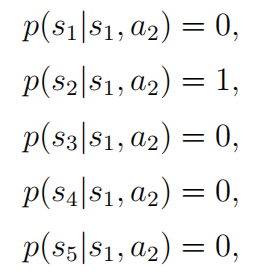 p(s₁|s₁, a₂) = 0,
p(s₂|s₁, a₂) = 1,
p(s₃|s₁, a₂) = 0,
p(s₄|s₁, a₂) = 0,
p(s₅|s₁, a₂) = 0,